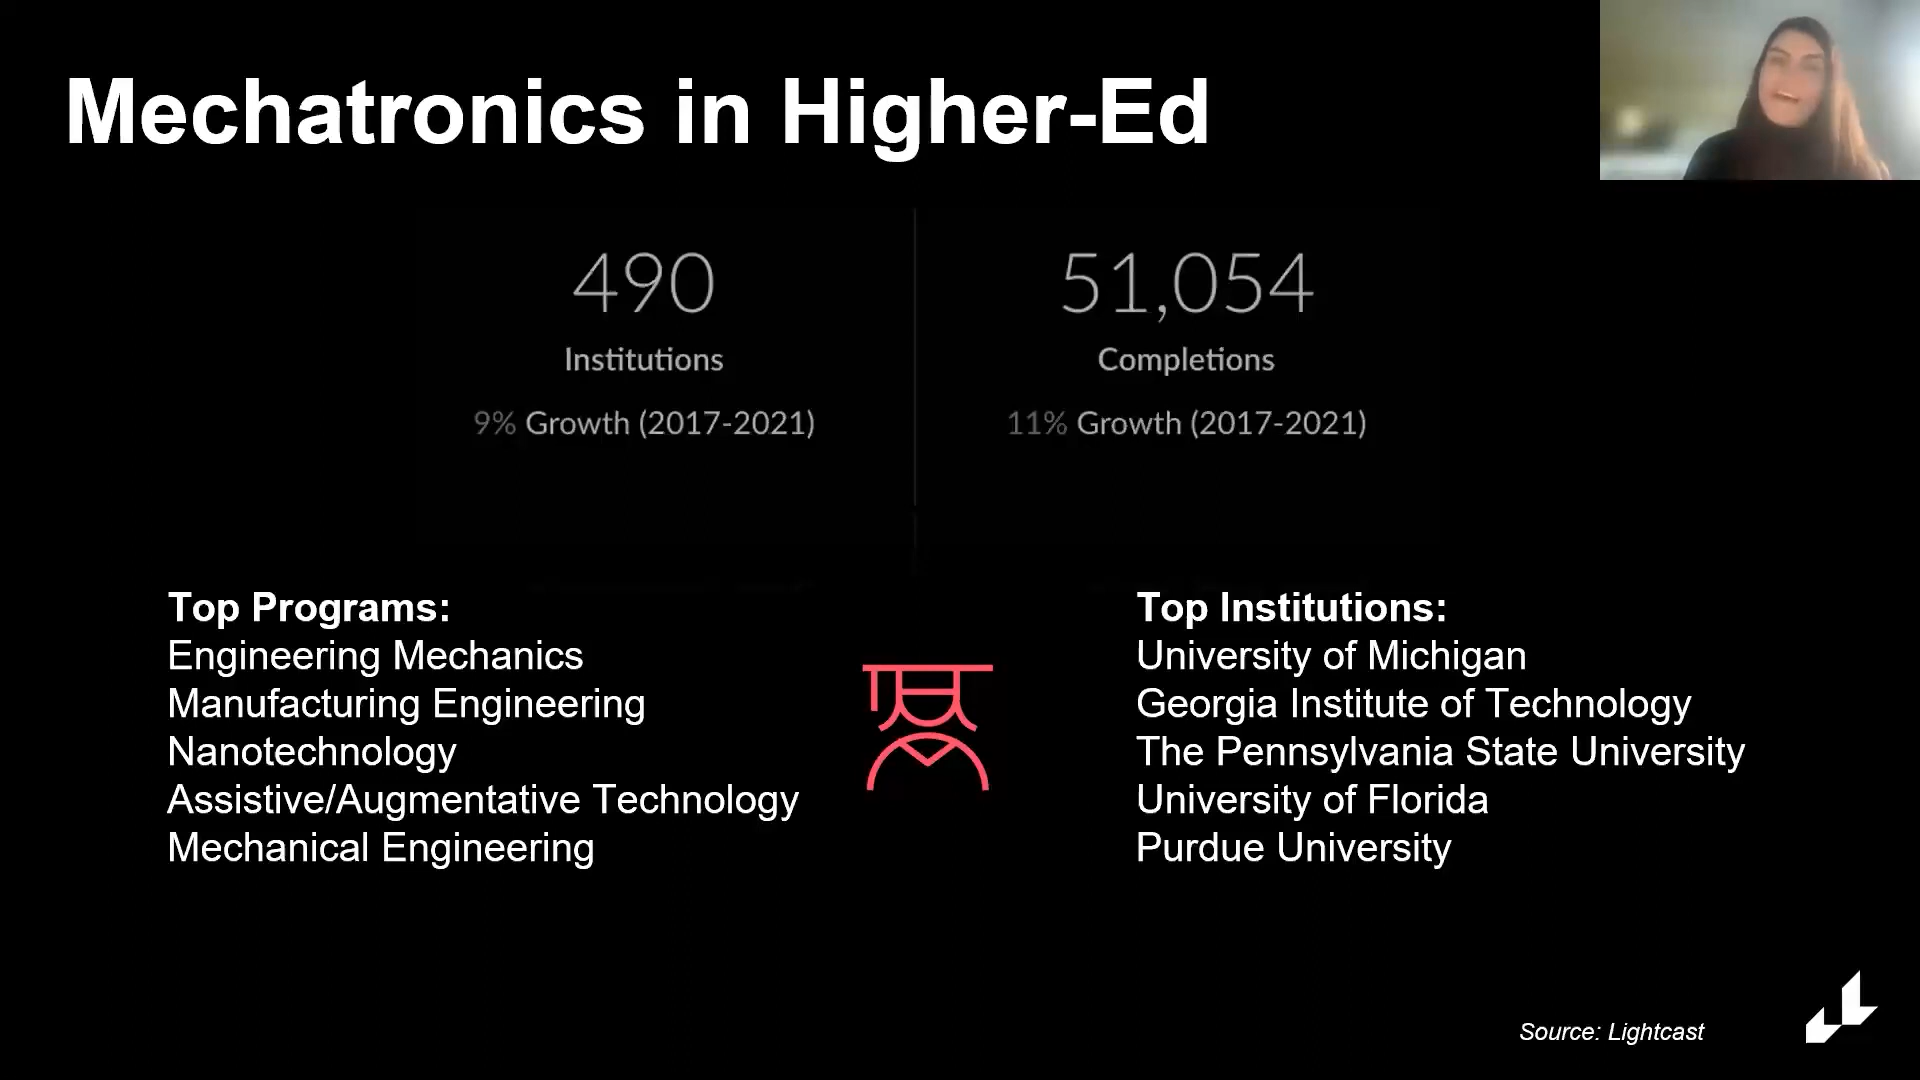 Mechatronics in Higher-Ed
490
Institutions
9% Growth (2017-2021)
51,054
Completions
11% Growth (2017-2021)
Top Programs:
Engineering Mechanics
Manufacturing Engineering
Nanotechnology
Assistive/Augmentative Technology
Mechanical Engineering
Top Institutions:
University of Michigan
Georgia Institute of Technology
The Pennsylvania State University
University of Florida
Purdue University
Source: Lightcast